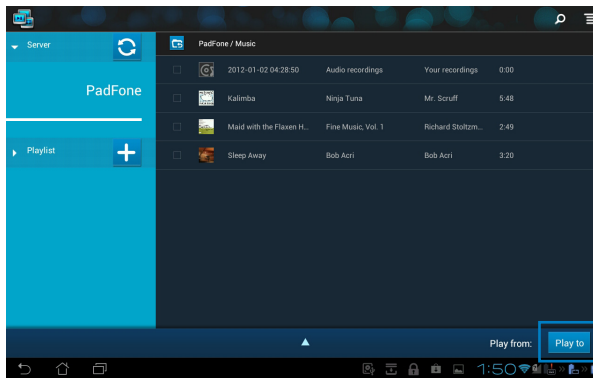 Server
PadFone
Playlist
PadFone / Music
2012-01-02 04:28:50 Audio recordings Your recordings 0:00
Kalimba Ninja Tuna Mr. Scruff 5:48
Maid with the Flaxen H... Fine Music, Vol. 1 Richard Stoltzm... 2:49
Sleep Away Bob Acri Bob Acri 3:20
Play from: Play to
1:50